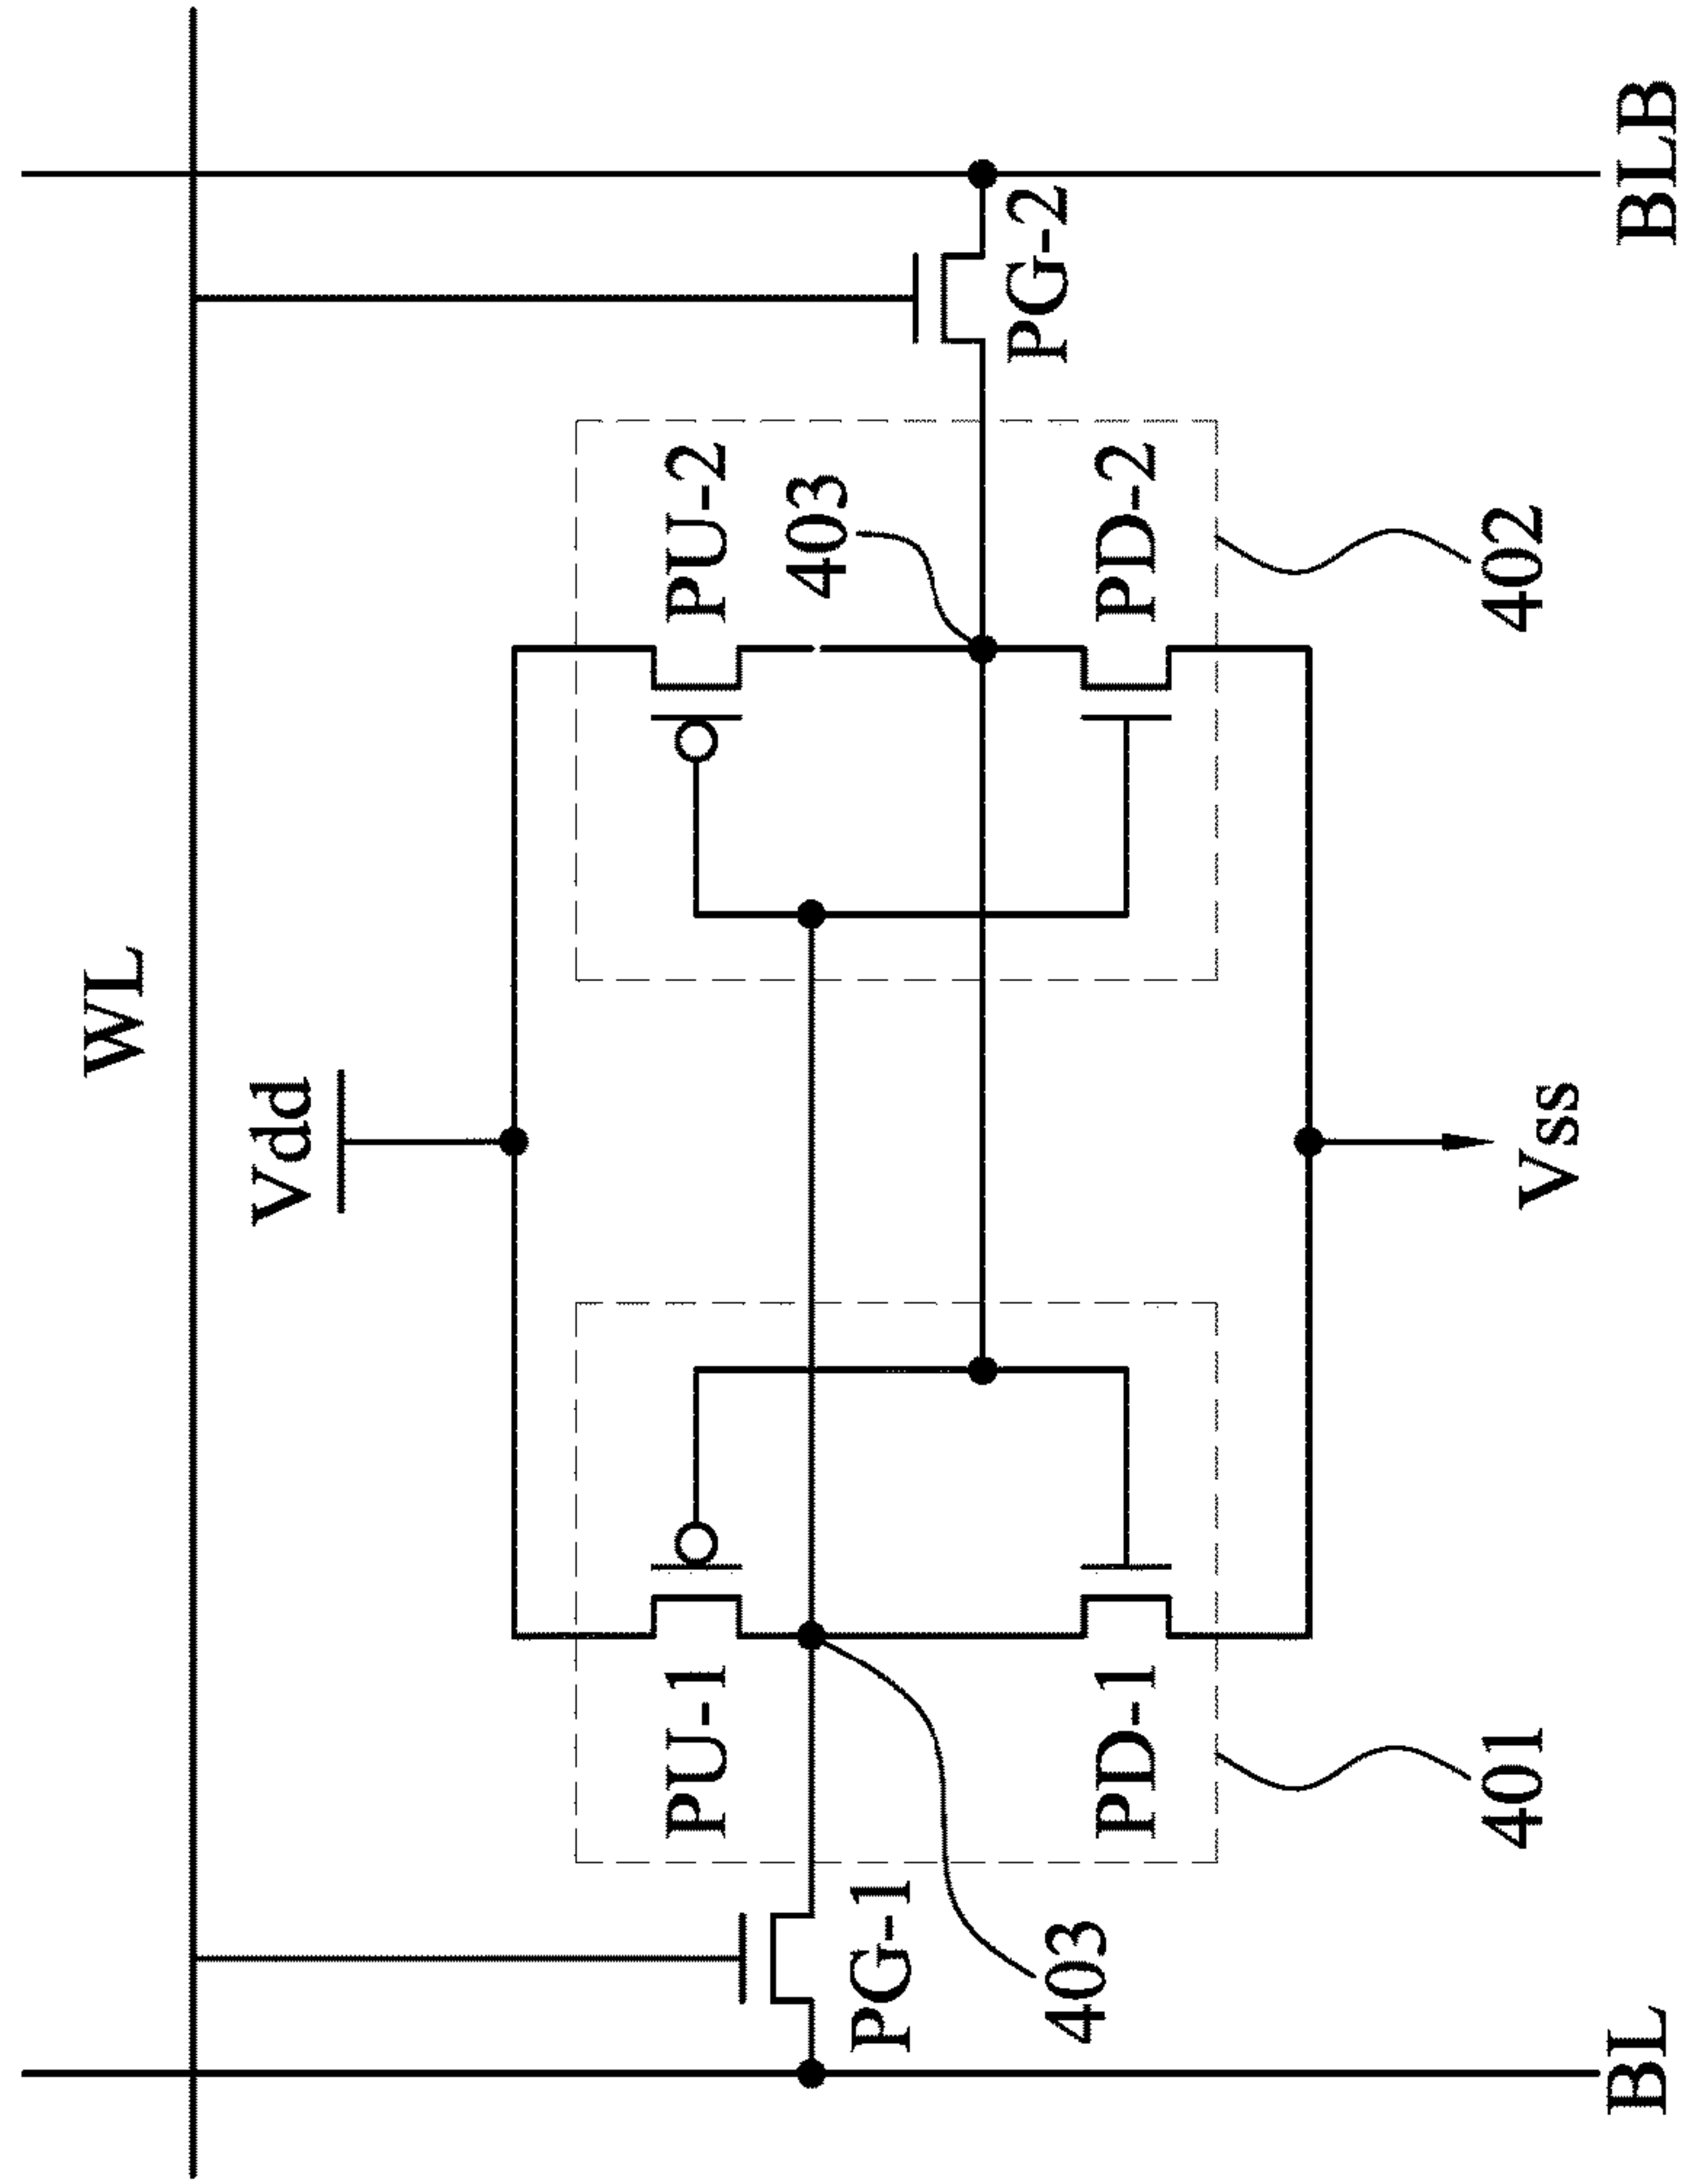 WL
Vdd
PU-1
PU-2
403
PG-1
PG-2
403
PD-1
PD-2
401
402
Vss
BL
BLB